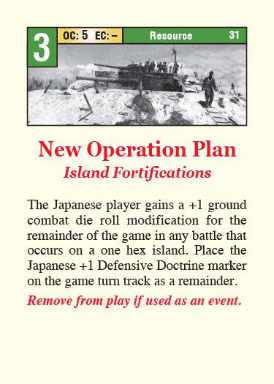 3
OC: 5 EC: –
Resource
31
New Operation Plan
Island Fortifications
The Japanese player gains a +1 ground
combat die roll modification for the
remainder of the game in any battle that
occurs on a one hex island. Place the
Japanese +1 Defensive Doctrine marker
on the game turn track as a remainder.
Remove from play if used as an event.